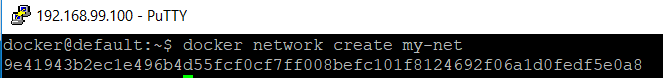 192.168.99.100 - PuTTY
docker@default:~$ docker network create my-net
9e41943b2ec1e496b4d55fcf0cf7ff008befc101f8124692f06a1d0fedf5e0a8